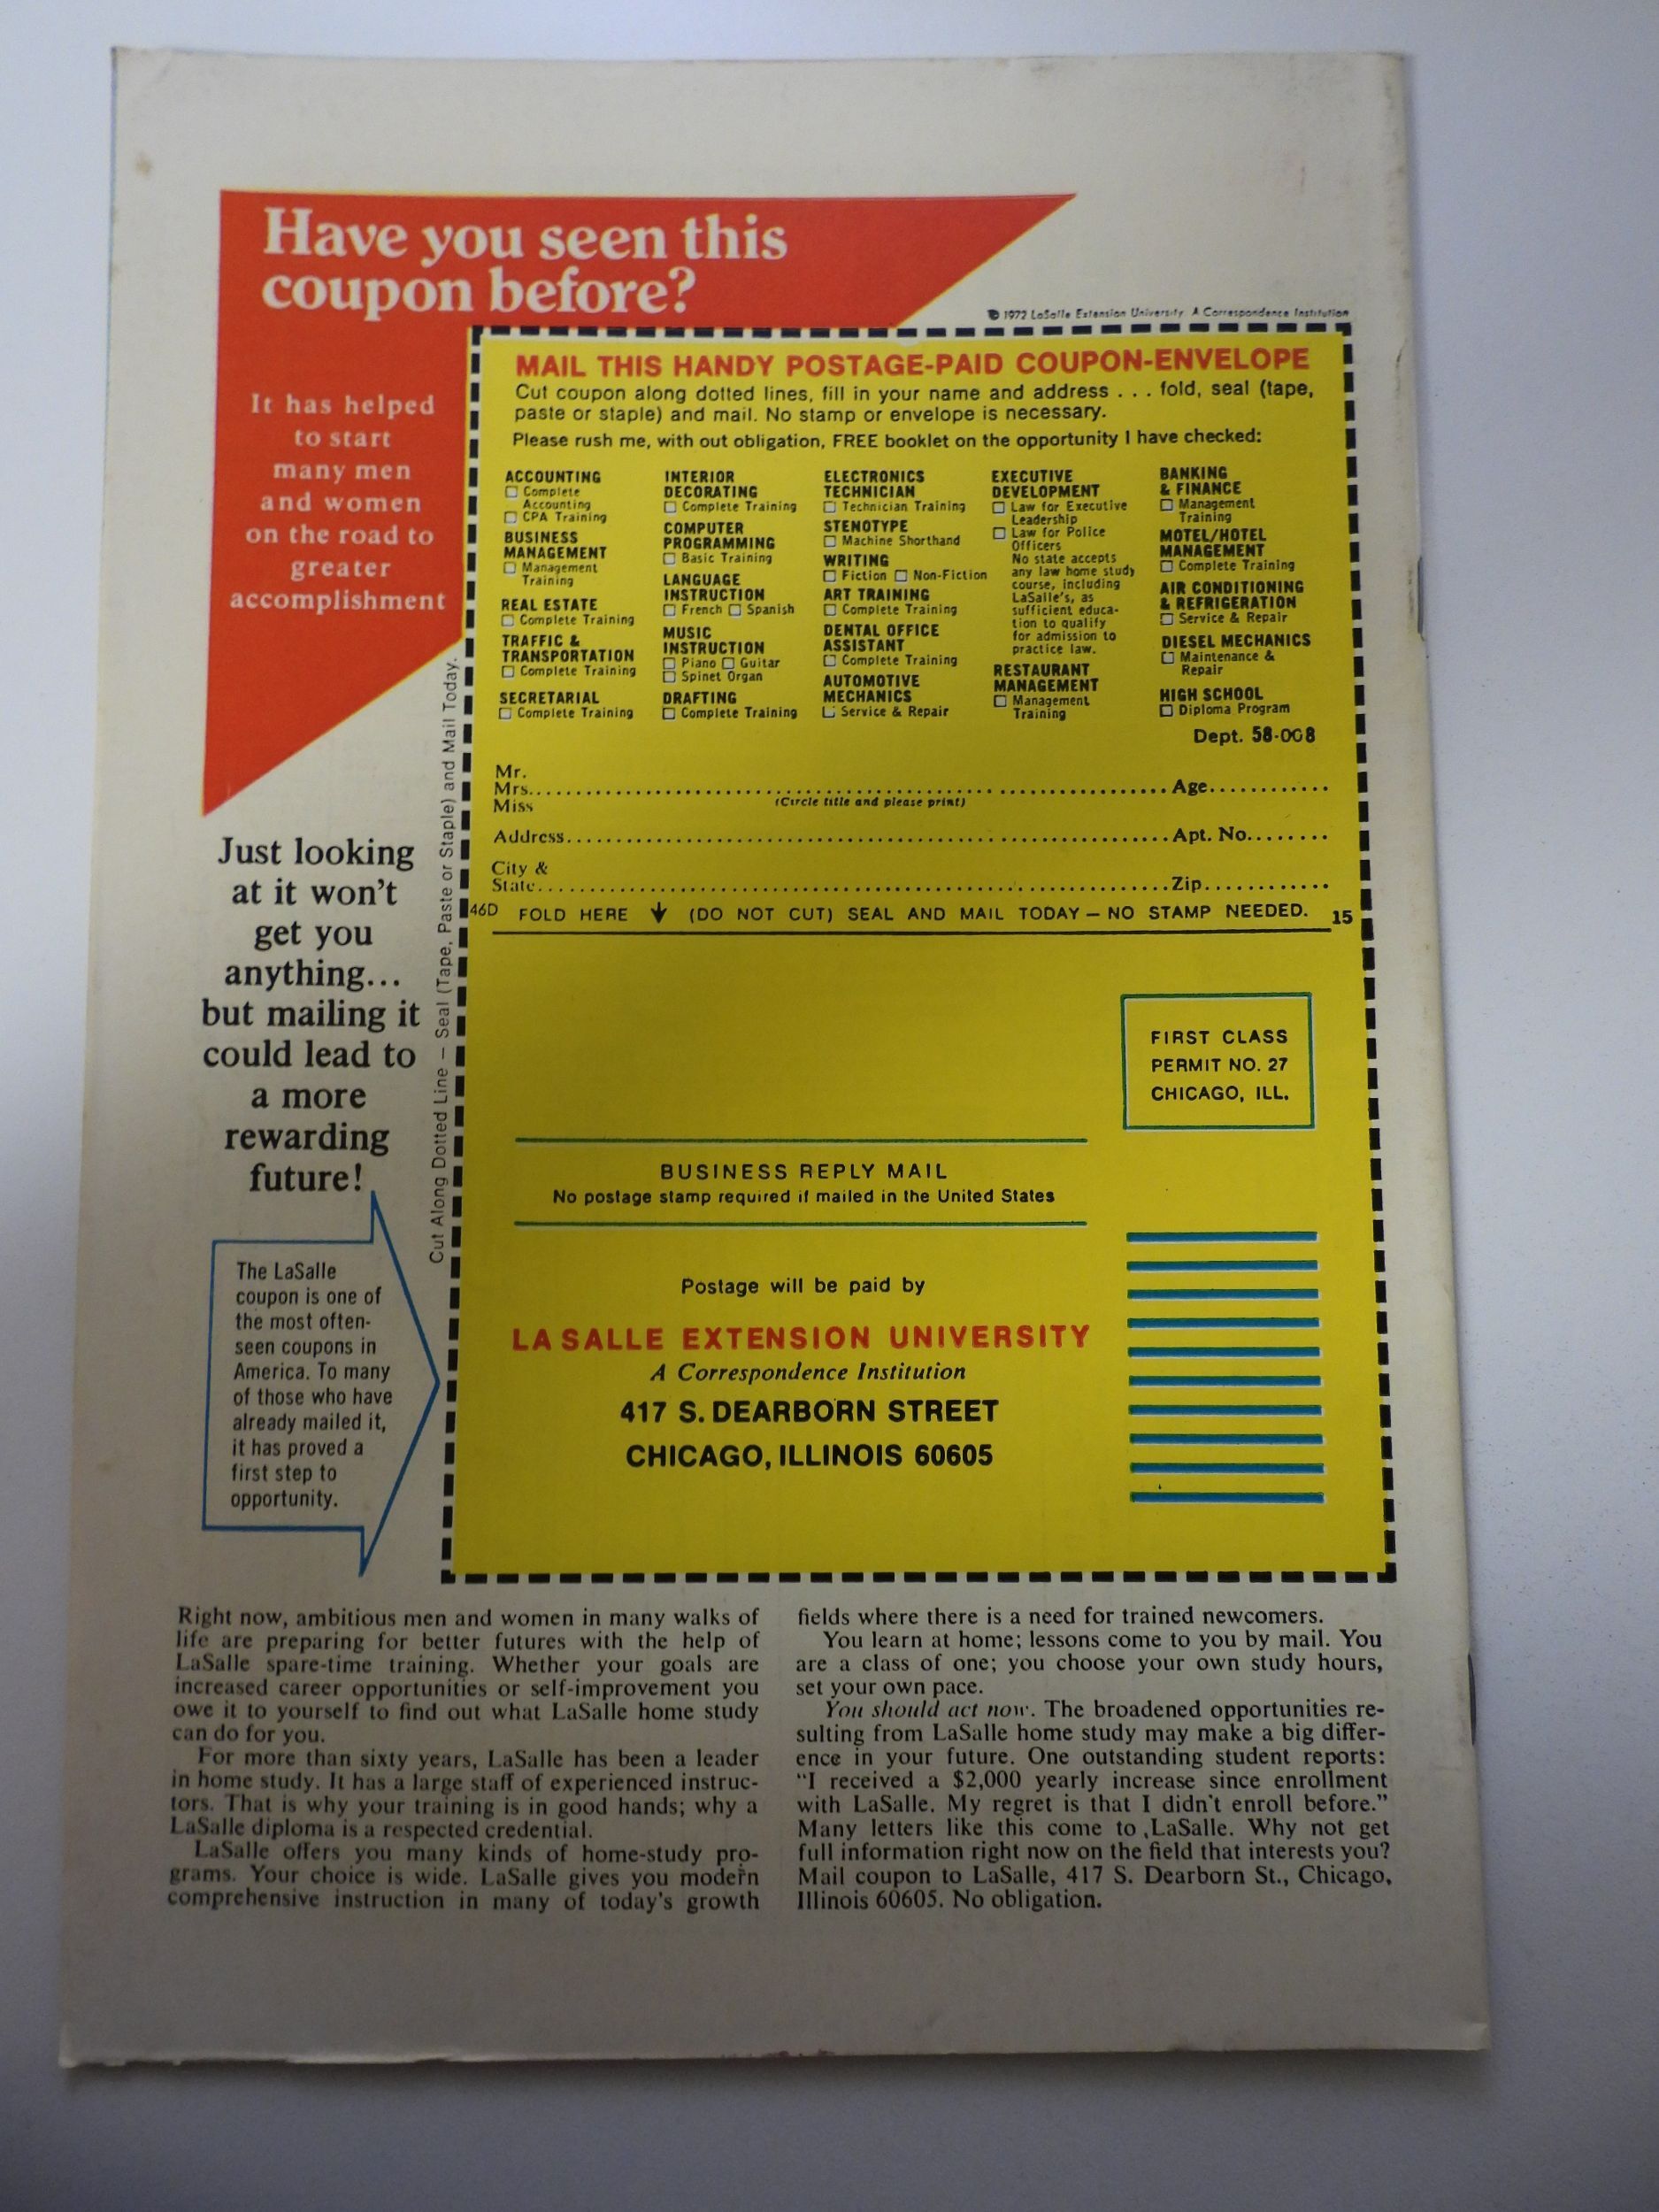 Have you seen this
coupon before?
It has helped
to start
many men
and women
on the road to
greater
accomplishment
Just looking
at it won't
get you
anything...
but mailing it
could lead to
a more
rewarding
future!
The LaSalle
coupon is one of
the most often-
seen coupons in
America. To many
of those who have
already mailed it,
it has proved a
first step to
opportunity.
Cut Along Dotted Line — Seal (Tape, Paste or Staple) and Mail Today.
© 1972 LaSalle Extension University. A Correspondence Institution
MAIL THIS HANDY POSTAGE-PAID COUPON-ENVELOPE
Cut coupon along dotted lines, fill in your name and address . . . fold, seal (tape,
paste or staple) and mail. No stamp or envelope is necessary.
Please rush me, with out obligation, FREE booklet on the opportunity I have checked:
ACCOUNTING
☐ Complete
Accounting
☐ CPA Training
BUSINESS
MANAGEMENT
☐ Management
Training
REAL ESTATE
☐ Complete Training
TRAFFIC &
TRANSPORTATION
☐ Complete Training
SECRETARIAL
☐ Complete Training
INTERIOR
DECORATING
☐ Complete Training
COMPUTER
PROGRAMMING
☐ Basic Training
LANGUAGE
INSTRUCTION
☐ French ☐ Spanish
MUSIC
INSTRUCTION
☐ Piano ☐ Guitar
☐ Spinet Organ
DRAFTING
☐ Complete Training
ELECTRONICS
TECHNICIAN
☐ Technician Training
STENOTYPE
☐ Machine Shorthand
WRITING
☐ Fiction ☐ Non-Fiction
ART TRAINING
☐ Complete Training
DENTAL OFFICE
ASSISTANT
☐ Complete Training
AUTOMOTIVE
MECHANICS
☐ Service & Repair
EXECUTIVE
DEVELOPMENT
☐ Law for Executive
Leadership
☐ Law for Police
Officers
No state accepts
any law home study
course, including
LaSalle's, as
sufficient educa-
tion to qualify
for admission to
practice law.
RESTAURANT
MANAGEMENT
☐ Management
Training
BANKING
& FINANCE
☐ Management
Training
MOTEL/HOTEL
MANAGEMENT
☐ Complete Training
AIR CONDITIONING
& REFRIGERATION
☐ Service & Repair
DIESEL MECHANICS
☐ Maintenance &
Repair
HIGH SCHOOL
☐ Diploma Program
Dept. 58-008
Mr.
Mrs. Age
Miss (Circle title and please print)
Address Apt. No.
City &
State Zip
46D FOLD HERE ↓ (DO NOT CUT) SEAL AND MAIL TODAY — NO STAMP NEEDED. 15
FIRST CLASS
PERMIT NO. 27
CHICAGO, ILL.
BUSINESS REPLY MAIL
No postage stamp required if mailed in the United States
Postage will be paid by
LA SALLE EXTENSION UNIVERSITY
A Correspondence Institution
417 S. DEARBORN STREET
CHICAGO, ILLINOIS 60605
Right now, ambitious men and women in many walks of
life are preparing for better futures with the help of
LaSalle spare-time training. Whether your goals are
increased career opportunities or self-improvement you
owe it to yourself to find out what LaSalle home study
can do for you.
For more than sixty years, LaSalle has been a leader
in home study. It has a large staff of experienced instruc-
tors. That is why your training is in good hands; why a
LaSalle diploma is a respected credential.
LaSalle offers you many kinds of home-study pro-
grams. Your choice is wide. LaSalle gives you modern
comprehensive instruction in many of today's growth
fields where there is a need for trained newcomers.
You learn at home; lessons come to you by mail. You
are a class of one; you choose your own study hours,
set your own pace.
You should act now. The broadened opportunities re-
sulting from LaSalle home study may make a big differ-
ence in your future. One outstanding student reports:
"I received a $2,000 yearly increase since enrollment
with LaSalle. My regret is that I didn't enroll before."
Many letters like this come to LaSalle. Why not get
full information right now on the field that interests you?
Mail coupon to LaSalle, 417 S. Dearborn St., Chicago,
Illinois 60605. No obligation.